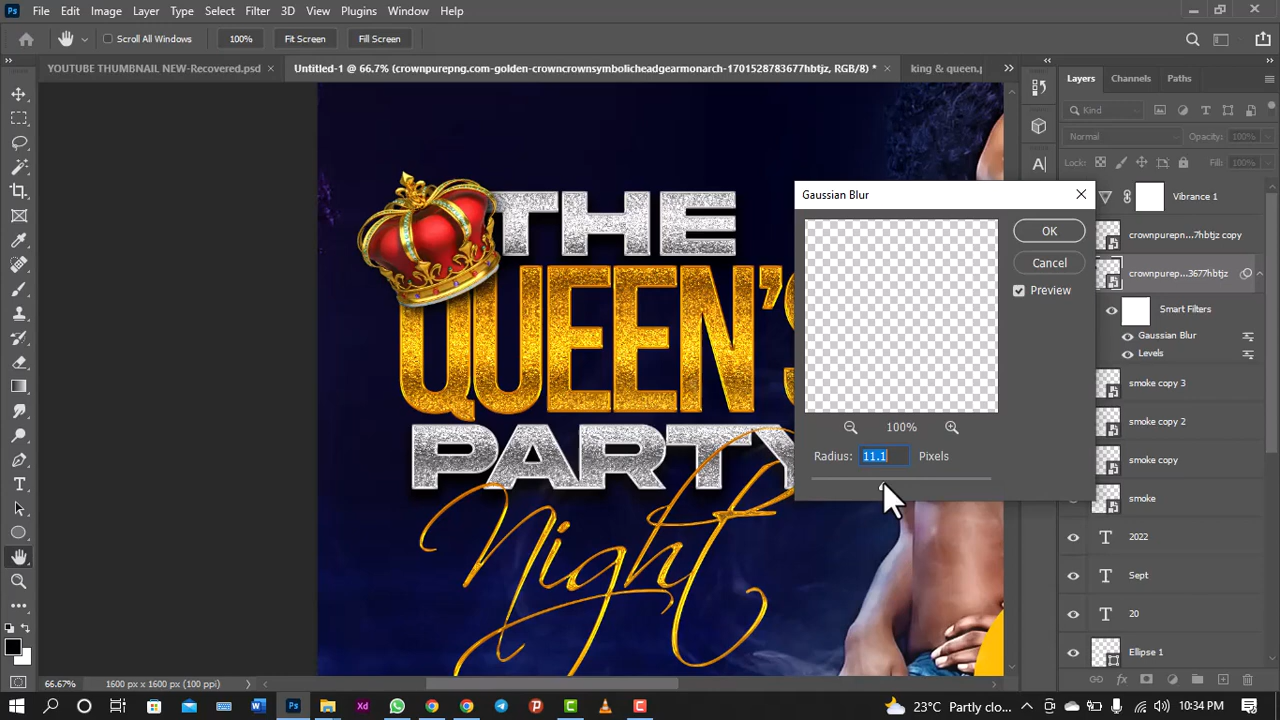 Ps File Edit Image Layer Type Select Filter 3D View Plugins Window Help
Scroll All Windows 100% Fit Screen Fill Screen
YOUTUBE THUMBNAIL NEW-Recovered.psd × Untitled-1 @ 66.7% (crownpurepng.com-golden-crowncrownsymbolicheadgearmonarch-1701528783677hbtjz, RGB/8) * × king & queen.p
Layers Channels Paths
Kind
Normal Opacity: 100%
Lock: Fill: 100%
THE
QUEEN'S
PARTY
Night
Gaussian Blur
OK
Cancel
Preview
100%
Radius: 11.1 Pixels
Vibrance 1
crownpurepn...7hbtjz copy
crownpurep...3677hbtjz
Smart Filters
Gaussian Blur
Levels
smoke copy 3
smoke copy 2
smoke copy
smoke
2022
Sept
20
Ellipse 1
66.67% 1600 px x 1600 px (100 ppi)
23°C Partly clo... 10:34 PM